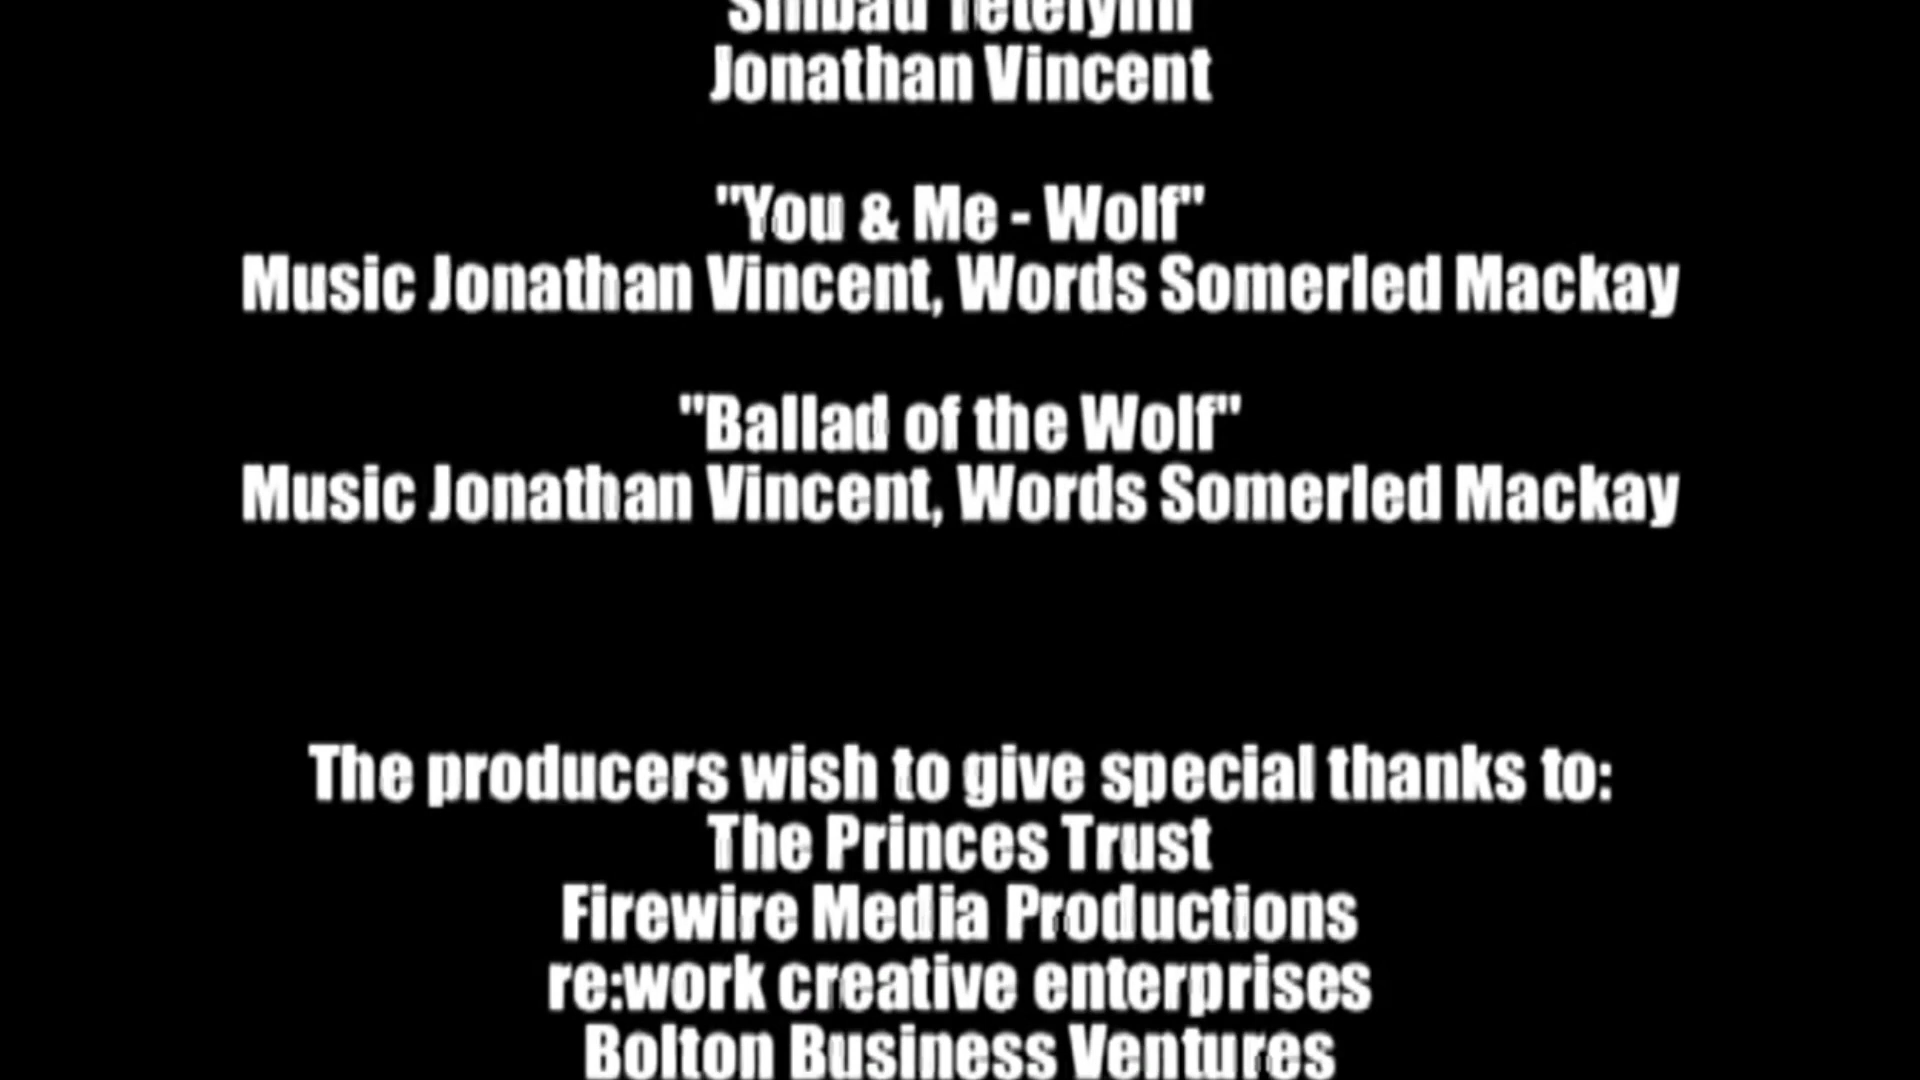 Jonathan Vincent
"You & Me - Wolf"
Music Jonathan Vincent, Words Somerled Mackay
"Ballad of the Wolf"
Music Jonathan Vincent, Words Somerled Mackay
The producers wish to give special thanks to:
The Princes Trust
Firewire Media Productions
re:work creative enterprises
Bolton Business Ventures